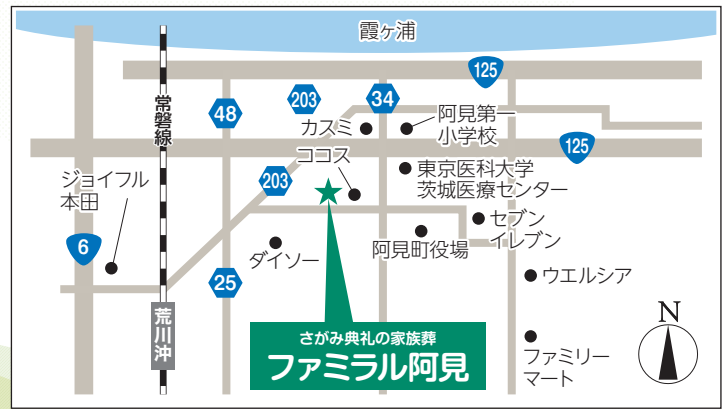 霞ヶ浦
125
常磐線
48
203
34
カスミ
阿見第一
小学校
125
ココス
東京医科大学
茨城医療センター
203
ジョイフル
本田
セブン
イレブン
6
ダイソー
阿見町役場
25
ウエルシア
荒川沖
さがみ典礼の家族葬
ファミラル阿見
N
ファミリー
マート